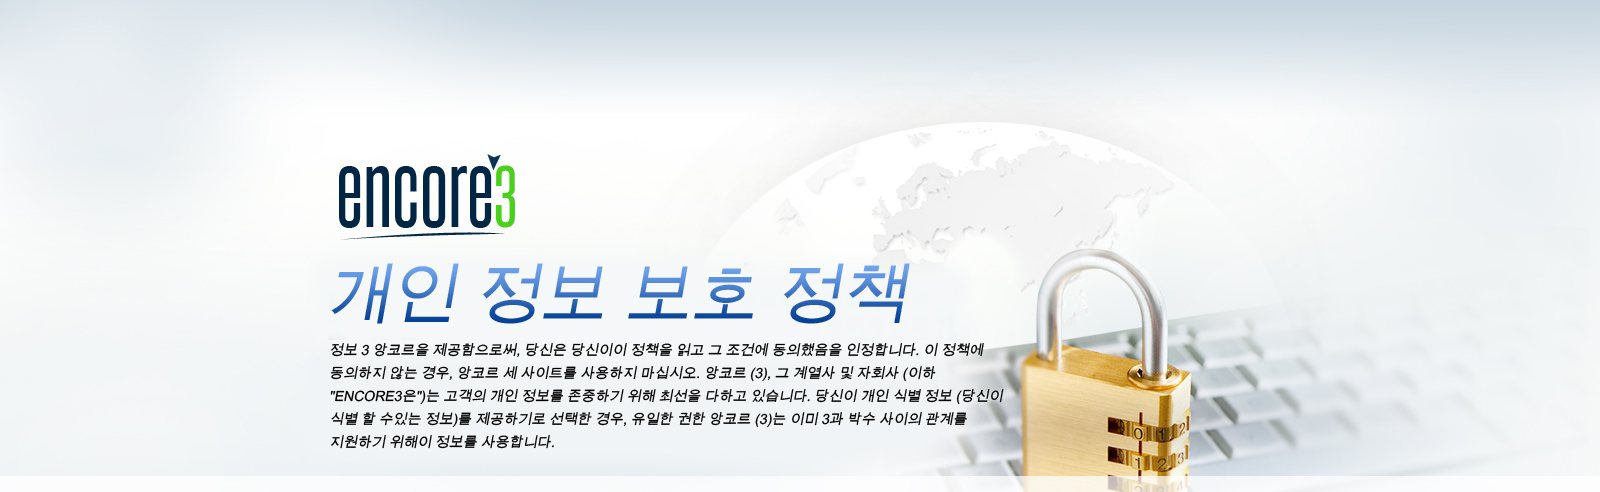 encore3
개인 정보 보호 정책
정보 3 앙코르을 제공함으로써, 당신은 당신이이 정책을 읽고 그 조건에 동의했음을 인정합니다. 이 정책에
동의하지 않는 경우, 앙코르 세 사이트를 사용하지 마십시오. 앙코르 (3), 그 계열사 및 자회사 (이하
"ENCORE3은")는 고객의 개인 정보를 존중하기 위해 최선을 다하고 있습니다. 당신이 개인 식별 정보 (당신이
식별 할 수있는 정보)를 제공하기로 선택한 경우, 유일한 권한 앙코르 (3)는 이미 3과 박수 사이의 관계를
지원하기 위해이 정보를 사용합니다.
0 1 2
1 2 3